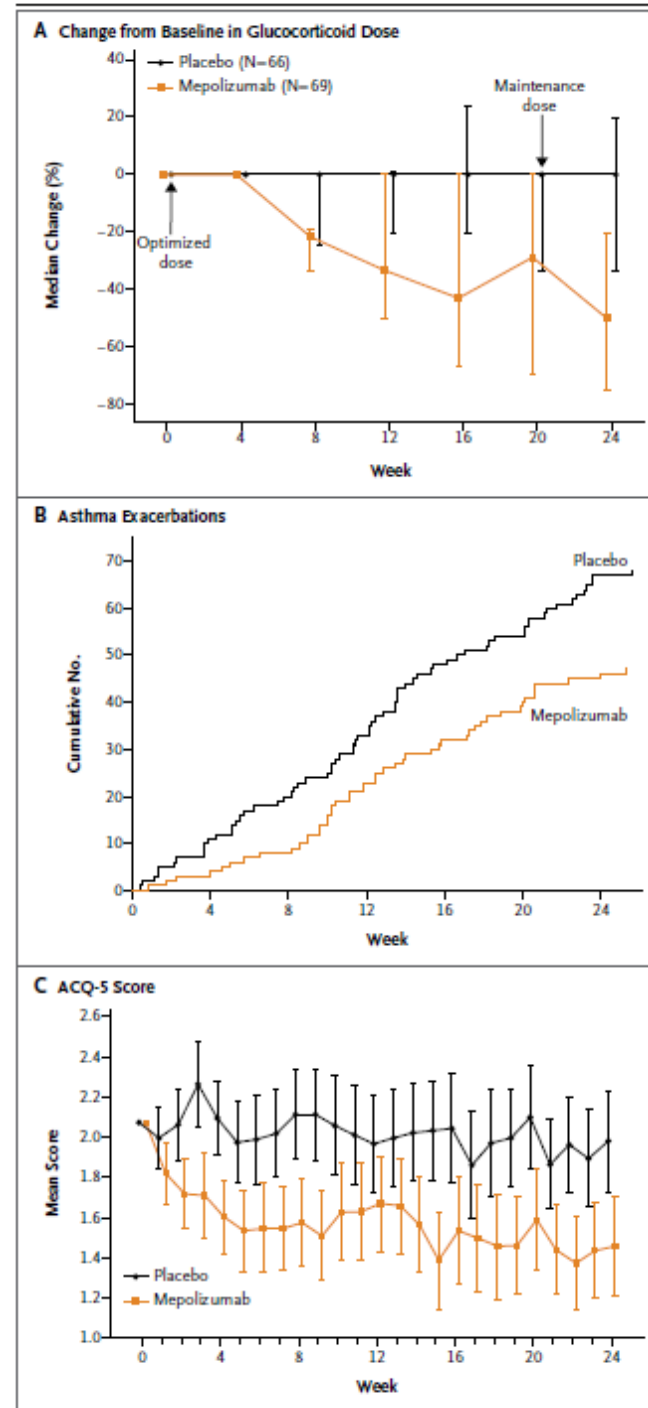 A Change from Baseline in Glucocorticoid Dose
Placebo (N=66)
Mepolizumab (N=69)
Maintenance
dose
Optimized
dose
Median Change (%)
40
20
0
−20
−40
−60
−80
0 4 8 12 16 20 24
Week
B Asthma Exacerbations
Placebo
Mepolizumab
Cumulative No.
70
60
50
40
30
20
10
0
0 4 8 12 16 20 24
Week
C ACQ-5 Score
Mean Score
2.6
2.4
2.2
2.0
1.8
1.6
1.4
1.2
1.0
Placebo
Mepolizumab
0 4 8 12 16 20 24
Week